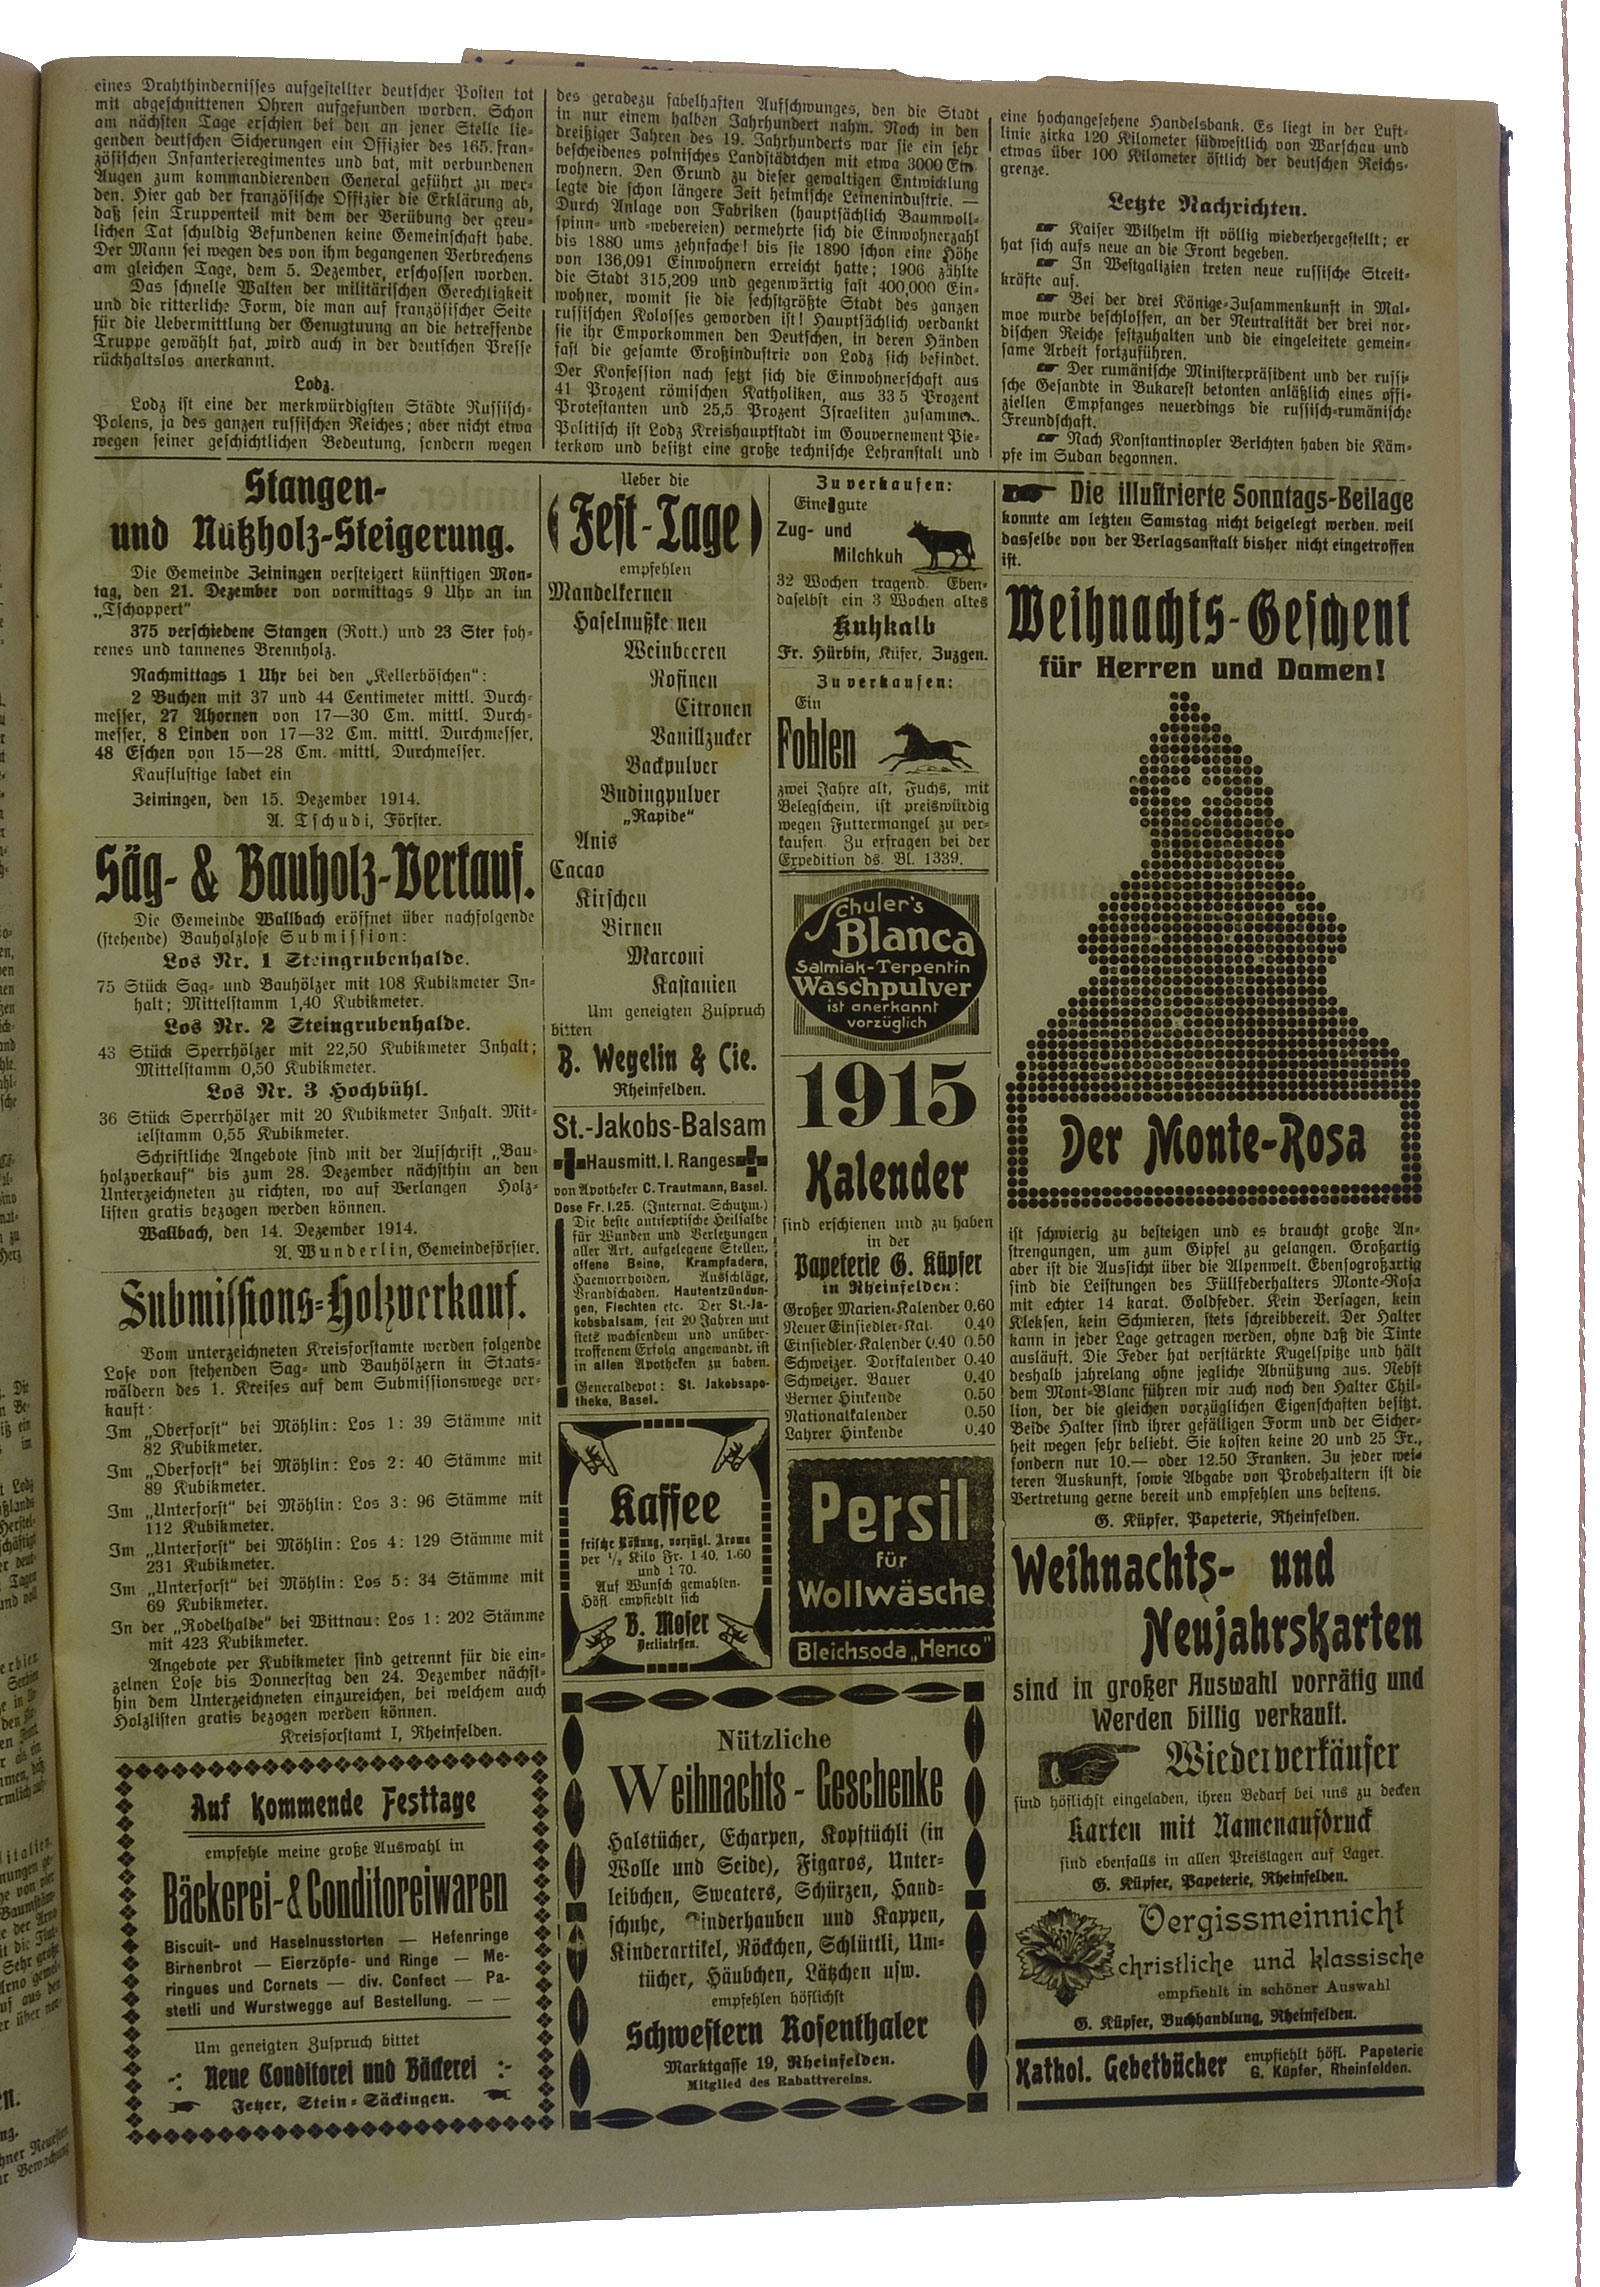 eines Drahthindernisses aufgestellter deutscher Posten tot
mit abgeschnittenen Ohren aufgefunden worden. Schon
am nächsten Tage erschien bei den an jener Stelle lie-
genden deutschen Sicherungen ein Offizier des 165. fran-
zösischen Infanterieregimentes und bat, mit verbundenen
Augen zum kommandierenden General geführt zu wer-
den. Hier gab der französische Offizier die Erklärung ab,
daß sein Truppenteil mit dem der Verübung der greu-
lichen Tat schuldig Befundenen keine Gemeinschaft habe.
Der Mann sei wegen des von ihm begangenen Verbrechens
am gleichen Tage, dem 5. Dezember, erschossen worden.
Das schnelle Walten der militärischen Gerechtigkeit
und die ritterliche Form, die man auf französischer Seite
für die Uebermittlung der Genugtuung an die betreffende
Truppe gewählt hat, wird auch in der deutschen Presse
rückhaltslos anerkannt.
Lodz.
Lodz ist eine der merkwürdigsten Städte Russisch-
Polens, ja des ganzen russischen Reiches; aber nicht etwa
wegen seiner geschichtlichen Bedeutung, sondern wegen
des geradezu fabelhaften Aufschwunges, den die Stadt
in nur einem halben Jahrhundert nahm. Noch in den
dreißiger Jahren des 19. Jahrhunderts war sie ein sehr
bescheidenes polnisches Landstädtchen mit etwa 3000 Ein
wohnern. Den Grund zu dieser gewaltigen Entwicklung
legte die schon längere Zeit heimische Leinenindustrie. —
Durch Anlage von Fabriken (hauptsächlich Baumwoll-
spinn- und -webereien) vermehrte sich die Einwohnerzahl
bis 1880 ums zehnfache! bis sie 1890 schon eine Höhe
von 136,091 Einwohnern erreicht hatte; 1906 zählte
die Stadt 315,209 und gegenwärtig fast 400,000 Ein-
wohner, womit sie die sechstgrößte Stadt des ganzen
russischen Kolosses geworden ist! Hauptsächlich verdankt
sie ihr Emporkommen den Deutschen, in deren Händen
fast die gesamte Großindustrie von Lodz sich befindet.
Der Konfession nach setzt sich die Einwohnerschaft aus
41 Prozent römischen Katholiken, aus 33 5 Prozent
Protestanten und 25,5 Prozent Israeliten zusammen.
Politisch ist Lodz Kreishauptstadt im Gouvernement Pie-
terkow und besitzt eine große technische Lehranstalt und
eine hochangesehene Handelsbank. Es liegt in der Luft-
linie zirka 120 Kilometer südwestlich von Warschau und
etwas über 100 Kilometer östlich der deutschen Reichs-
grenze.
Letzte Nachrichten.
☛ Kaiser Wilhelm ist völlig wiederhergestellt; er
hat sich aufs neue an die Front begeben.
☛ In Westgalizien treten neue russische Streit-
kräfte auf.
☛ Bei der drei Könige-Zusammenkunft in Mal-
moe wurde beschlossen, an der Neutralität der drei nor-
dischen Reiche festzuhalten und die eingeleitete gemein-
same Arbeit fortzuführen.
☛ Der rumänische Ministerpräsident und der russi-
sche Gesandte in Bukarest betonten anläßlich eines offi-
ziellen Empfanges neuerdings die russisch-rumänische
Freundschaft.
☛ Nach Konstantinopler Berichten haben die Käm-
pfe im Sudan begonnen.
Stangen-
und Nutzholz-Steigerung.
Die Gemeinde Zeiningen versteigert künftigen Mon-
tag, den 21. Dezember von vormittags 9 Uhr an im
„Tschoppert"
375 verschiedene Stangen (Rott.) und 23 Ster foh-
renes und tannenes Brennholz.
Nachmittags 1 Uhr bei den „Kellerböschen":
2 Buchen mit 37 und 44 Centimeter mittl. Durch-
messer, 27 Ahornen von 17—30 Cm. mittl. Durch-
messer, 8 Linden von 17—32 Cm. mittl. Durchmesser,
48 Eschen von 15—28 Cm. mittl. Durchmesser.
Kauflustige ladet ein
Zeiningen, den 15. Dezember 1914.
A. Tschudi, Förster.
Säg- & Bauholz-Verkauf.
Die Gemeinde Wallbach eröffnet über nachfolgende
(stehende) Bauholzlose Submission:
Los Nr. 1 Steingrubenhalde.
75 Stück Sag- und Bauhölzer mit 108 Kubikmeter In-
halt; Mittelstamm 1,40 Kubikmeter.
Los Nr. 2 Steingrubenhalde.
43 Stück Sperrhölzer mit 22,50 Kubikmeter Inhalt;
Mittelstamm 0,50 Kubikmeter.
Los Nr. 3 Hochbühl.
36 Stück Sperrhölzer mit 20 Kubikmeter Inhalt. Mit-
telstamm 0,55 Kubikmeter.
Schriftliche Angebote sind mit der Aufschrift „Bau-
holzverkauf" bis zum 28. Dezember nächsthin an den
Unterzeichneten zu richten, wo auf Verlangen Holz-
listen gratis bezogen werden können.
Wallbach, den 14. Dezember 1914.
A. Wunderlin, Gemeindeförster.
Submissions-Holzverkauf.
Vom unterzeichneten Kreisforstamte werden folgende
Lose von stehenden Sag- und Bauhölzern in Staats-
wäldern des 1. Kreises auf dem Submissionswege ver-
kauft:
Im „Oberforst" bei Möhlin: Los 1: 39 Stämme mit
82 Kubikmeter.
Im „Oberforst" bei Möhlin: Los 2: 40 Stämme mit
89 Kubikmeter.
Im „Unterforst" bei Möhlin: Los 3: 96 Stämme mit
112 Kubikmeter.
Im „Unterforst" bei Möhlin: Los 4: 129 Stämme mit
231 Kubikmeter.
Im „Unterforst" bei Möhlin: Los 5: 34 Stämme mit
69 Kubikmeter.
In der „Rodelhalde" bei Wittnau: Los 1: 202 Stämme
mit 423 Kubikmeter.
Angebote per Kubikmeter sind getrennt für die ein-
zelnen Lose bis Donnerstag den 24. Dezember nächst-
hin dem Unterzeichneten einzureichen, bei welchem auch
Holzlisten gratis bezogen werden können.
Kreisforstamt I, Rheinfelden.
Auf kommende Festtage
empfehle meine große Auswahl in
Bäckerei- & Conditoreiwaren
Biscuit- und Haselnusstorten — Hefenringe
Birnenbrot — Eierzöpfe- und Ringe — Me-
ringues und Cornets — div. Confect — Pa-
stetli und Wurstwegge auf Bestellung. — —
Um geneigten Zuspruch bittet
-: Neue Conditorei und Bäckerei :-
Jetzer, Stein-Säckingen.
Ueber die
(Fest-Tage)
empfehlen
Mandelkernen
Haselnußkernen
Weinbeeren
Rosinen
Citronen
Vanillzucker
Backpulver
Budingpulver
„Rapide"
Anis
Cacao
Kirschen
Birnen
Marconi
Kastanien
Um geneigten Zuspruch
bitten
B. Wegelin & Cie.
Rheinfelden.
St.-Jakobs-Balsam
Hausmitt. I. Ranges
von Apotheker C. Trautmann, Basel.
Dose Fr. 1.25. (Internat. Schutzm.)
Die beste antiseptische Heilsalbe
für Wunden und Verletzungen
aller Art, aufgelegene Stellen,
offene Beine, Krampfadern,
Haemorrhoiden, Ausschläge,
Brandschaden, Hautentzündun-
gen, Flechten etc. Der St.-Ja-
kobsbalsam, seit 20 Jahren mit
stets wachsendem und unüber-
troffenem Erfolg angewandt, ist
in allen Apotheken zu haben.
Generaldepot: St. Jakobsapo-
theke, Basel.
Kaffee
frische Röstung, vorzügl. Aroma
per ½ Kilo Fr. 1 40, 1.60
und 1 70.
Auf Wunsch gemahlen.
Höfl. empfiehlt sich
B. Moser
Zu verkaufen:
Eine gute
Zug- und
Milchkuh
32 Wochen tragend. Eben-
daselbst ein 3 Wochen altes
Kuhkalb
Fr. Hürbin, Küfer, Zuzgen.
Zu verkaufen:
Ein
Fohlen
zwei Jahre alt, Fuchs, mit
Belegschein, ist preiswürdig
wegen Futtermangel zu ver-
kaufen. Zu erfragen bei der
Expedition ds. Bl. 1339.
Schuler's
Blanca
Salmiak-Terpentin
Waschpulver
ist anerkannt
vorzüglich
1915
Kalender
sind erschienen und zu haben
in der
Papeterie G. Küpfer
in Rheinfelden:
Großer Marien-Kalender 0.60
Neuer Einsiedler-Kal. 0.40
Einsiedler-Kalender 0.40 0.50
Schweizer. Dorfkalender 0.40
Schweizer. Bauer 0.40
Berner Hinkende 0.50
Nationalkalender 0.50
Lahrer Hinkende 0.40
Persil
für
Wollwäsche
Bleichsoda „Henco"
Nützliche
Weihnachts-Geschenke
Halstücher, Echarpen, Kopftüchli (in
Wolle und Seide), Figaros, Unter-
leibchen, Sweaters, Schürzen, Hand-
schuhe, Kinderhauben und Kappen,
Kinderartikel, Röckchen, Schlüttli, Um-
tücher, Häubchen, Lätzchen usw.
empfehlen höflichst
Schwestern Rosenthaler
Marktgasse 19, Rheinfelden.
Mitglied des Rabattvereins.
☛ Die illustrierte Sonntags-Beilage
konnte am letzten Samstag nicht beigelegt werden, weil
dasselbe von der Verlagsanstalt bisher nicht eingetroffen
ist.
Weihnachts-Geschenk
für Herren und Damen!
Der Monte-Rosa
ist schwierig zu besteigen und es braucht große An-
strengungen, um zum Gipfel zu gelangen. Großartig
aber ist die Aussicht über die Alpenwelt. Ebensogroßartig
sind die Leistungen des Füllfederhalters Monte-Rosa
mit echter 14 karat. Goldfeder. Kein Versagen, kein
Kleksen, kein Schmieren, stets schreibbereit. Der Halter
kann in jeder Lage getragen werden, ohne daß die Tinte
ausläuft. Die Feder hat verstärkte Kugelspitze und hält
deshalb jahrelang ohne jegliche Abnützung aus. Nebst
dem Mont-Blanc führen wir auch noch den Halter Chil-
lion, der die gleichen vorzüglichen Eigenschaften besitzt.
Beide Halter sind ihrer gefälligen Form und der Sicher-
heit wegen sehr beliebt. Sie kosten keine 20 und 25 Fr.,
sondern nur 10.— oder 12.50 Franken. Zu jeder wei-
teren Auskunft, sowie Abgabe von Probehaltern ist die
Vertretung gerne bereit und empfehlen uns bestens.
G. Küpfer, Papeterie, Rheinfelden.
Weihnachts- und
Neujahrskarten
sind in großer Auswahl vorrätig und
werden billig verkauft.
Wiederverkäufer
sind höflichst eingeladen, ihren Bedarf bei uns zu decken
Karten mit Namenaufdruck
sind ebenfalls in allen Preislagen auf Lager.
G. Küpfer, Papeterie, Rheinfelden.
Vergissmeinnicht
christliche und klassische
empfiehlt in schöner Auswahl
G. Küpfer, Buchhandlung, Rheinfelden.
Kathol. Gebetbücher empfiehlt höfl. Papeterie
G. Küpfer, Rheinfelden.